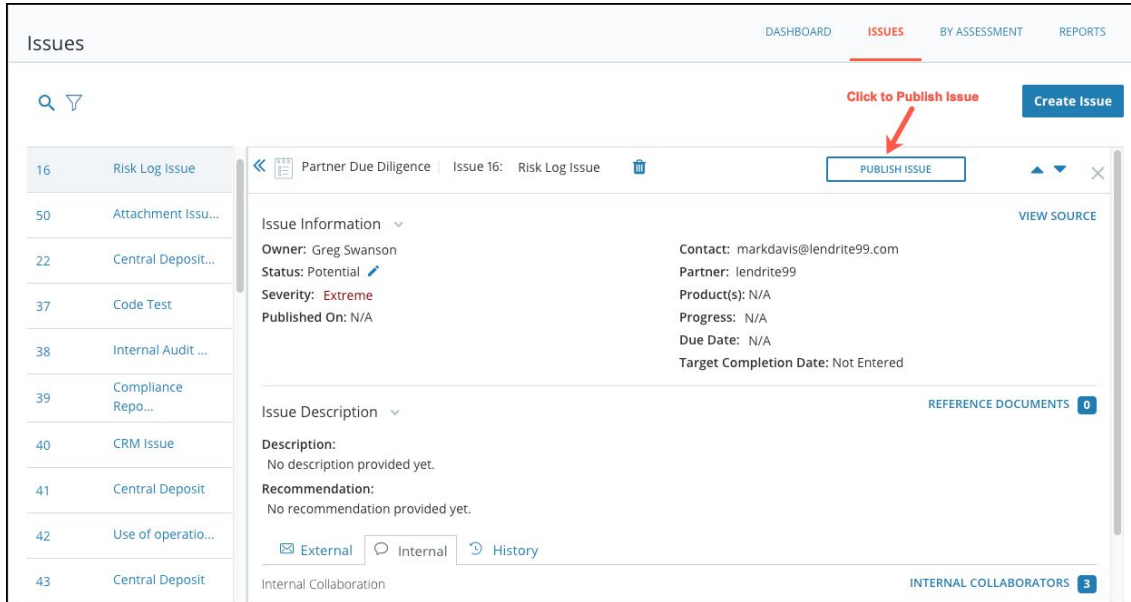 Issues
DASHBOARD
ISSUES
BY ASSESSMENT
REPORTS
Click to Publish Issue
Create Issue
16 Risk Log Issue
50 Attachment Issu...
22 Central Deposit...
37 Code Test
38 Internal Audit ...
39 Compliance
Repo...
40 CRM Issue
41 Central Deposit
42 Use of operatio...
43 Central Deposit
Partner Due Diligence
Issue 16: Risk Log Issue
PUBLISH ISSUE
Issue Information
VIEW SOURCE
Owner: Greg Swanson
Status: Potential
Severity: Extreme
Published On: N/A
Contact: markdavis@lendrite99.com
Partner: lendrite99
Product(s): N/A
Progress: N/A
Due Date: N/A
Target Completion Date: Not Entered
Issue Description
REFERENCE DOCUMENTS 0
Description:
No description provided yet.
Recommendation:
No recommendation provided yet.
External
Internal
History
Internal Collaboration
INTERNAL COLLABORATORS 3